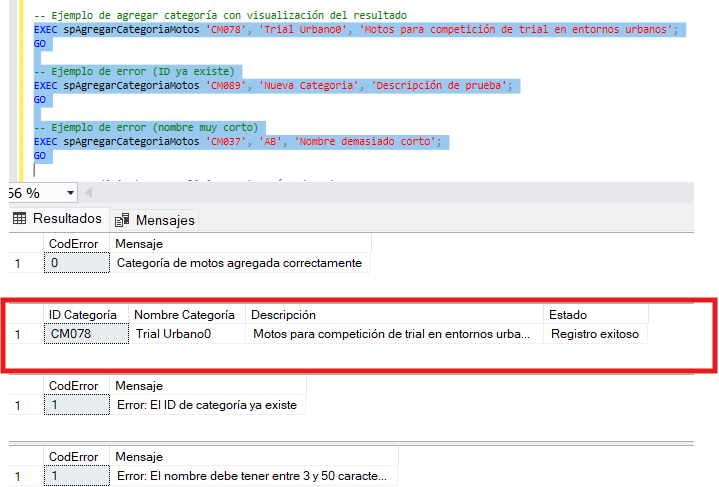 -- Ejemplo de agregar categoría con visualización del resultado
EXEC spAgregarCategoriaMotos 'CM078', 'Trial Urbano0', 'Motos para competición de trial en entornos urbanos';
GO
-- Ejemplo de error (ID ya existe)
EXEC spAgregarCategoriaMotos 'CM089', 'Nueva Categoria', 'Descripción de prueba';
GO
-- Ejemplo de error (nombre muy corto)
EXEC spAgregarCategoriaMotos 'CM037', 'AB', 'Nombre demasiado corto';
GO
66 %
Resultados Mensajes
CodError Mensaje
1 0 Categoría de motos agregada correctamente
ID Categoría Nombre Categoría Descripción Estado
1 CM078 Trial Urbano0 Motos para competición de trial en entornos urba... Registro exitoso
CodError Mensaje
1 1 Error: El ID de categoría ya existe
CodError Mensaje
1 1 Error: El nombre debe tener entre 3 y 50 caracte...